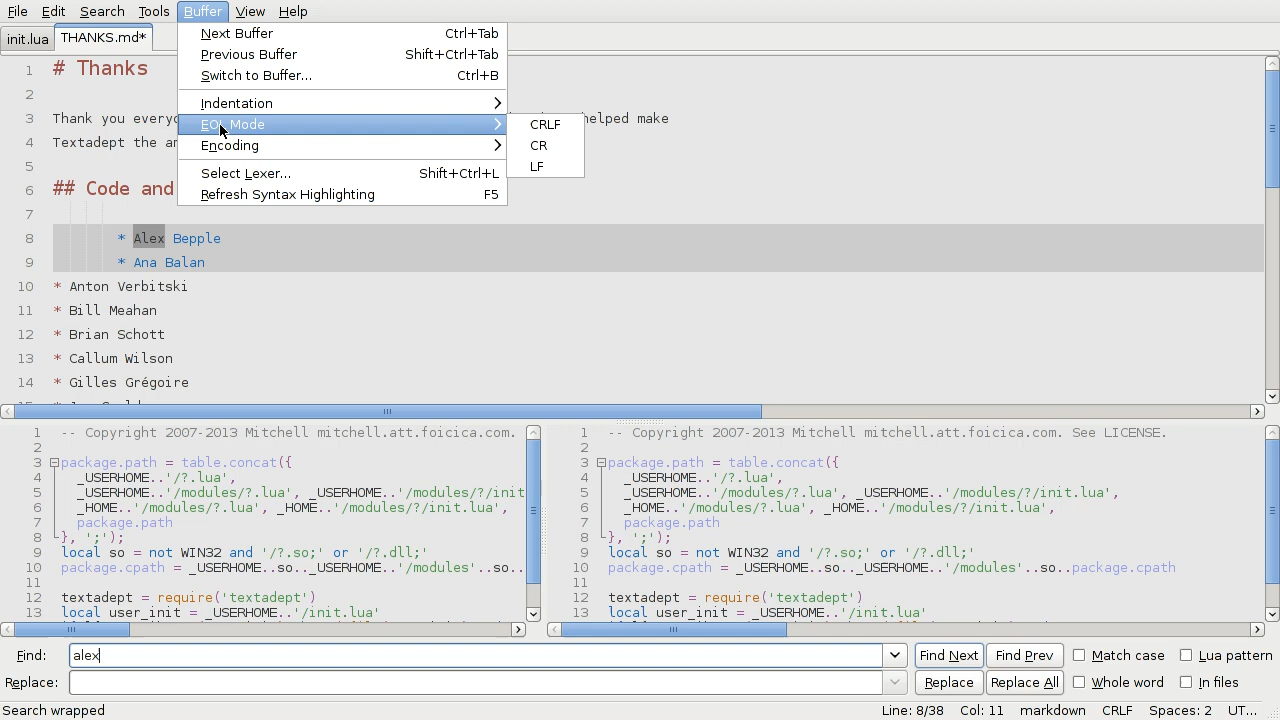 File Edit Search Tools Buffer View Help
init.lua THANKS.md*
Next Buffer Ctrl+Tab
Previous Buffer Shift+Ctrl+Tab
Switch to Buffer... Ctrl+B
Indentation
EOL Mode
Encoding
Select Lexer... Shift+Ctrl+L
Refresh Syntax Highlighting F5
CRLF
CR
LF
1 # Thanks
2
3 Thank you everyo helped make
4 Textadept the a
5
6 ## Code and
7
8 * Alex Bepple
9 * Ana Balan
10 * Anton Verbitski
11 * Bill Meahan
12 * Brian Schott
13 * Callum Wilson
14 * Gilles Grégoire
1 -- Copyright 2007-2013 Mitchell mitchell.att.foicica.com.
2
3 package.path = table.concat({
4 _USERHOME..'/?.lua',
5 _USERHOME..'/modules/?.lua', _USERHOME..'/modules/?/init
6 _HOME..'/modules/?.lua', _HOME..'/modules/?/init.lua',
7 package.path
8 }, ';');
9 local so = not WIN32 and '/?.so;' or '/?.dll;'
10 package.cpath = _USERHOME..so.._USERHOME..'/modules'..so..
11
12 textadept = require('textadept')
13 local user_init = _USERHOME..'/init.lua'
1 -- Copyright 2007-2013 Mitchell mitchell.att.foicica.com. See LICENSE.
2
3 package.path = table.concat({
4 _USERHOME..'/?.lua',
5 _USERHOME..'/modules/?.lua', _USERHOME..'/modules/?/init.lua',
6 _HOME..'/modules/?.lua', _HOME..'/modules/?/init.lua',
7 package.path
8 }, ';');
9 local so = not WIN32 and '/?.so;' or '/?.dll;'
10 package.cpath = _USERHOME..so.._USERHOME..'/modules'..so..package.cpath
11
12 textadept = require('textadept')
13 local user_init = _USERHOME..'/init.lua'
Find: alex Find Next Find Prev Match case Lua pattern
Replace: Replace Replace All Whole word In files
Search wrapped Line: 8/38 Col: 11 markdown CRLF Spaces: 2 UT...